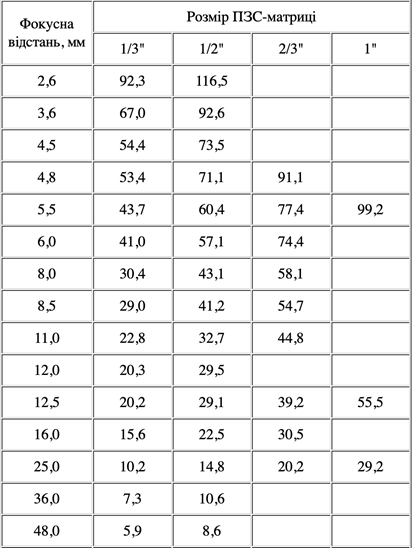 Фокусна відстань, мм Розмір ПЗС-матриці
1/3" 1/2" 2/3" 1"
2,6 92,3 116,5
3,6 67,0 92,6
4,5 54,4 73,5
4,8 53,4 71,1 91,1
5,5 43,7 60,4 77,4 99,2
6,0 41,0 57,1 74,4
8,0 30,4 43,1 58,1
8,5 29,0 41,2 54,7
11,0 22,8 32,7 44,8
12,0 20,3 29,5
12,5 20,2 29,1 39,2 55,5
16,0 15,6 22,5 30,5
25,0 10,2 14,8 20,2 29,2
36,0 7,3 10,6
48,0 5,9 8,6